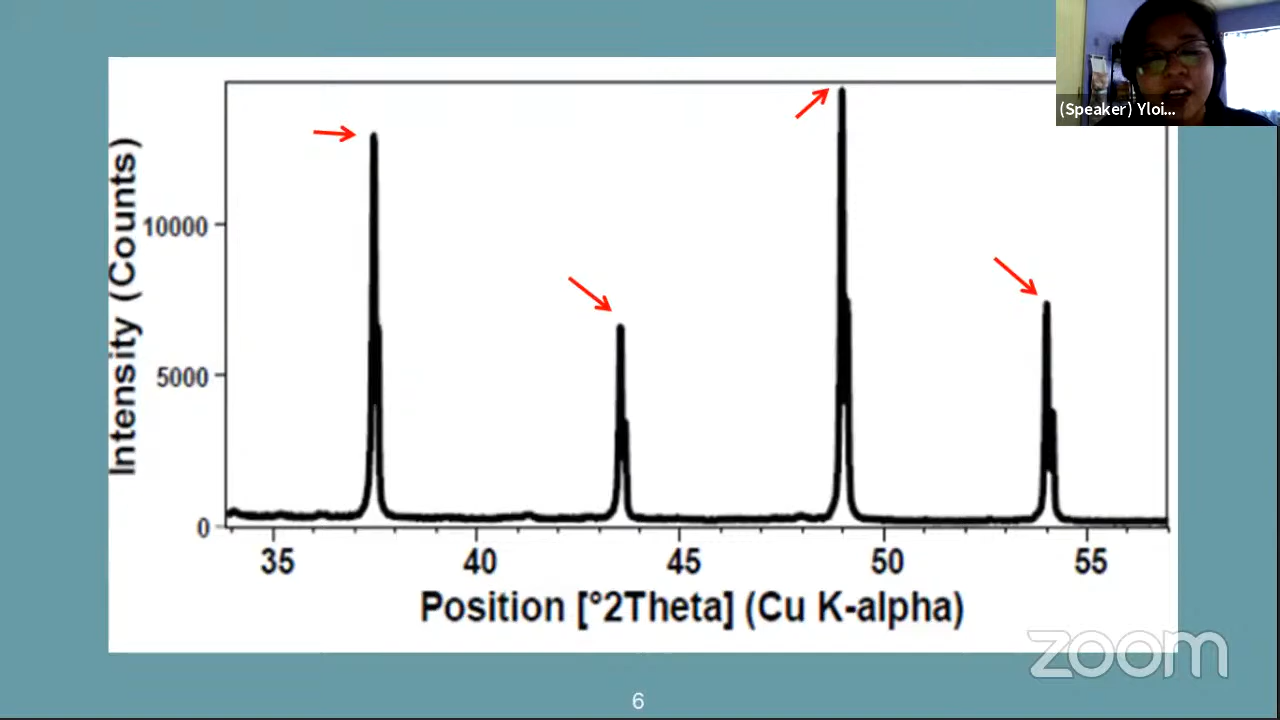 (Speaker) Yloi...
Intensity (Counts)
10000
5000
0
35 40 45 50 55
Position [°2Theta] (Cu K-alpha)
zoom
6